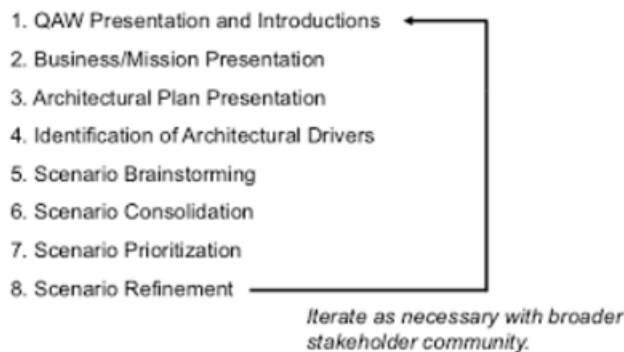 1. QAW Presentation and Introductions
2. Business/Mission Presentation
3. Architectural Plan Presentation
4. Identification of Architectural Drivers
5. Scenario Brainstorming
6. Scenario Consolidation
7. Scenario Prioritization
8. Scenario Refinement
Iterate as necessary with broader
stakeholder community.